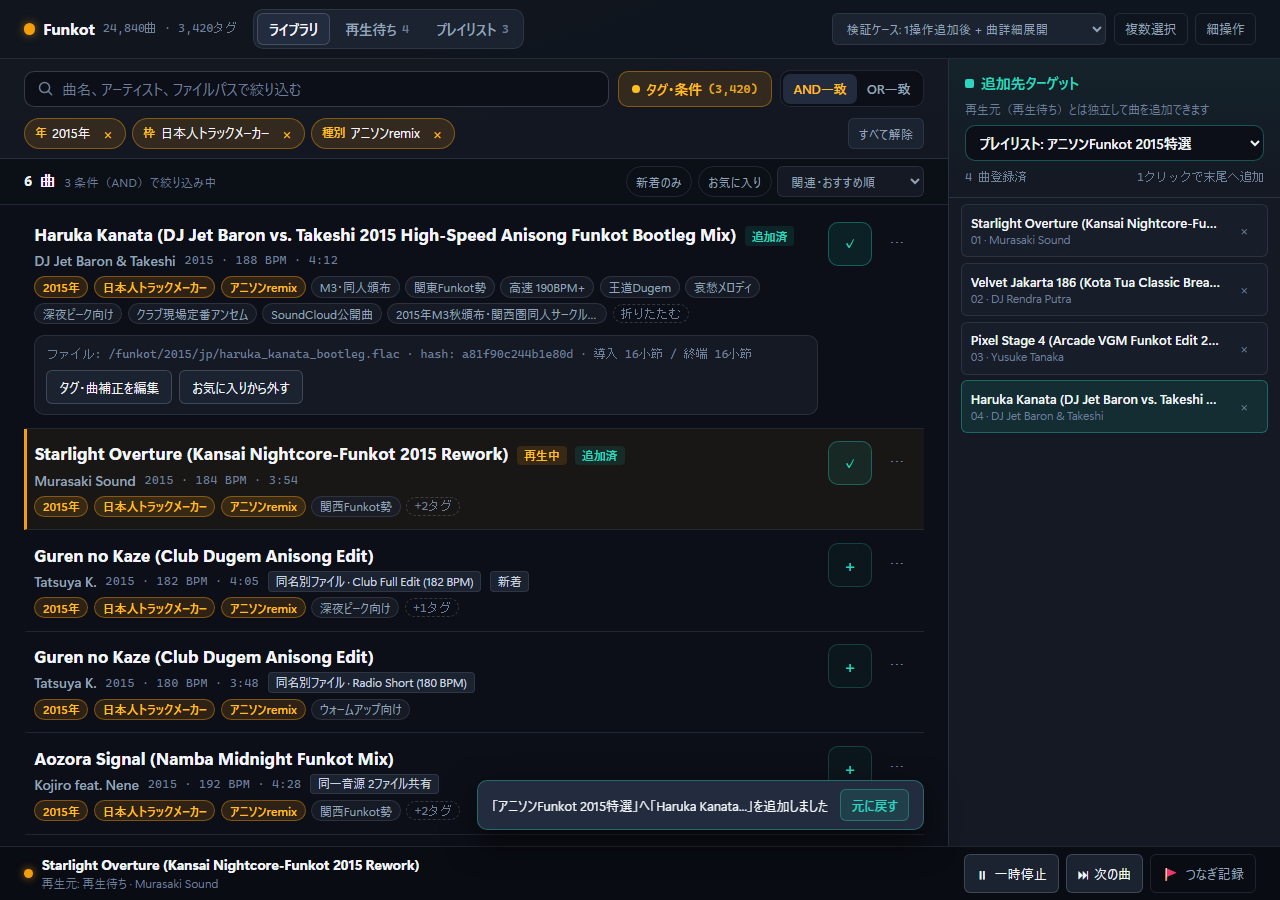 Funkot 24,840曲 · 3,420タグ ライブラリ 再生待ち 4 プレイリスト 3 検証ケース: 1操作追加後 + 曲詳細展開 複数選択 細操作
曲名、アーティスト、ファイルパスで絞り込む タグ・条件 (3,420) AND一致 OR一致
年 2015年 × 枠 日本人トラックメーカー × 種別 アニソンremix × すべて解除
6 曲 3 条件（AND）で絞り込み中 新着のみ お気に入り 関連・おすすめ順
Haruka Kanata (DJ Jet Baron vs. Takeshi 2015 High-Speed Anisong Funkot Bootleg Mix) 追加済 ✓ ...
DJ Jet Baron & Takeshi 2015 · 188 BPM · 4:12
2015年 日本人トラックメーカー アニソンremix M3・同人頒布 関東Funkot勢 高速 190BPM+ 王道Dugem 哀愁メロディ
深夜ピーク向け クラブ現場定番アンセム SoundCloud公開曲 2015年M3秋頒布・関西圏同人サークル... 折りたたむ
ファイル: /funkot/2015/jp/haruka_kanata_bootleg.flac · hash: a81f90c244b1e80d · 導入 16小節 / 終端 16小節
タグ・曲補正を編集 お気に入りから外す
Starlight Overture (Kansai Nightcore-Funkot 2015 Rework) 再生中 追加済 ✓ ...
Murasaki Sound 2015 · 184 BPM · 3:54
2015年 日本人トラックメーカー アニソンremix 関西Funkot勢 +2タグ
Guren no Kaze (Club Dugem Anisong Edit) + ...
Tatsuya K. 2015 · 182 BPM · 4:05 同名別ファイル · Club Full Edit (182 BPM) 新着
2015年 日本人トラックメーカー アニソンremix 深夜ピーク向け +1タグ
Guren no Kaze (Club Dugem Anisong Edit) + ...
Tatsuya K. 2015 · 180 BPM · 3:48 同名別ファイル · Radio Short (180 BPM)
2015年 日本人トラックメーカー アニソンremix ウォームアップ向け
Aozora Signal (Namba Midnight Funkot Mix) + ...
Kojiro feat. Nene 2015 · 192 BPM · 4:28 同一音源 2ファイル共有
2015年 日本人トラックメーカー アニソンremix 関西Funkot勢 +2タグ
「アニソンFunkot 2015特選」へ「Haruka Kanata...」を追加しました 元に戻す
追加先ターゲット
再生元（再生待ち）とは独立して曲を追加できます
プレイリスト: アニソンFunkot 2015特選
4 曲登録済 1クリックで末尾へ追加
Starlight Overture (Kansai Nightcore-Fu... ×
01 · Murasaki Sound
Velvet Jakarta 186 (Kota Tua Classic Brea... ×
02 · DJ Rendra Putra
Pixel Stage 4 (Arcade VGM Funkot Edit 2... ×
03 · Yusuke Tanaka
Haruka Kanata (DJ Jet Baron vs. Takeshi ... ×
04 · DJ Jet Baron & Takeshi
Starlight Overture (Kansai Nightcore-Funkot 2015 Rework)
再生元: 再生待ち · Murasaki Sound
⏸ 一時停止 ⏭ 次の曲 🚩 つなぎ記録